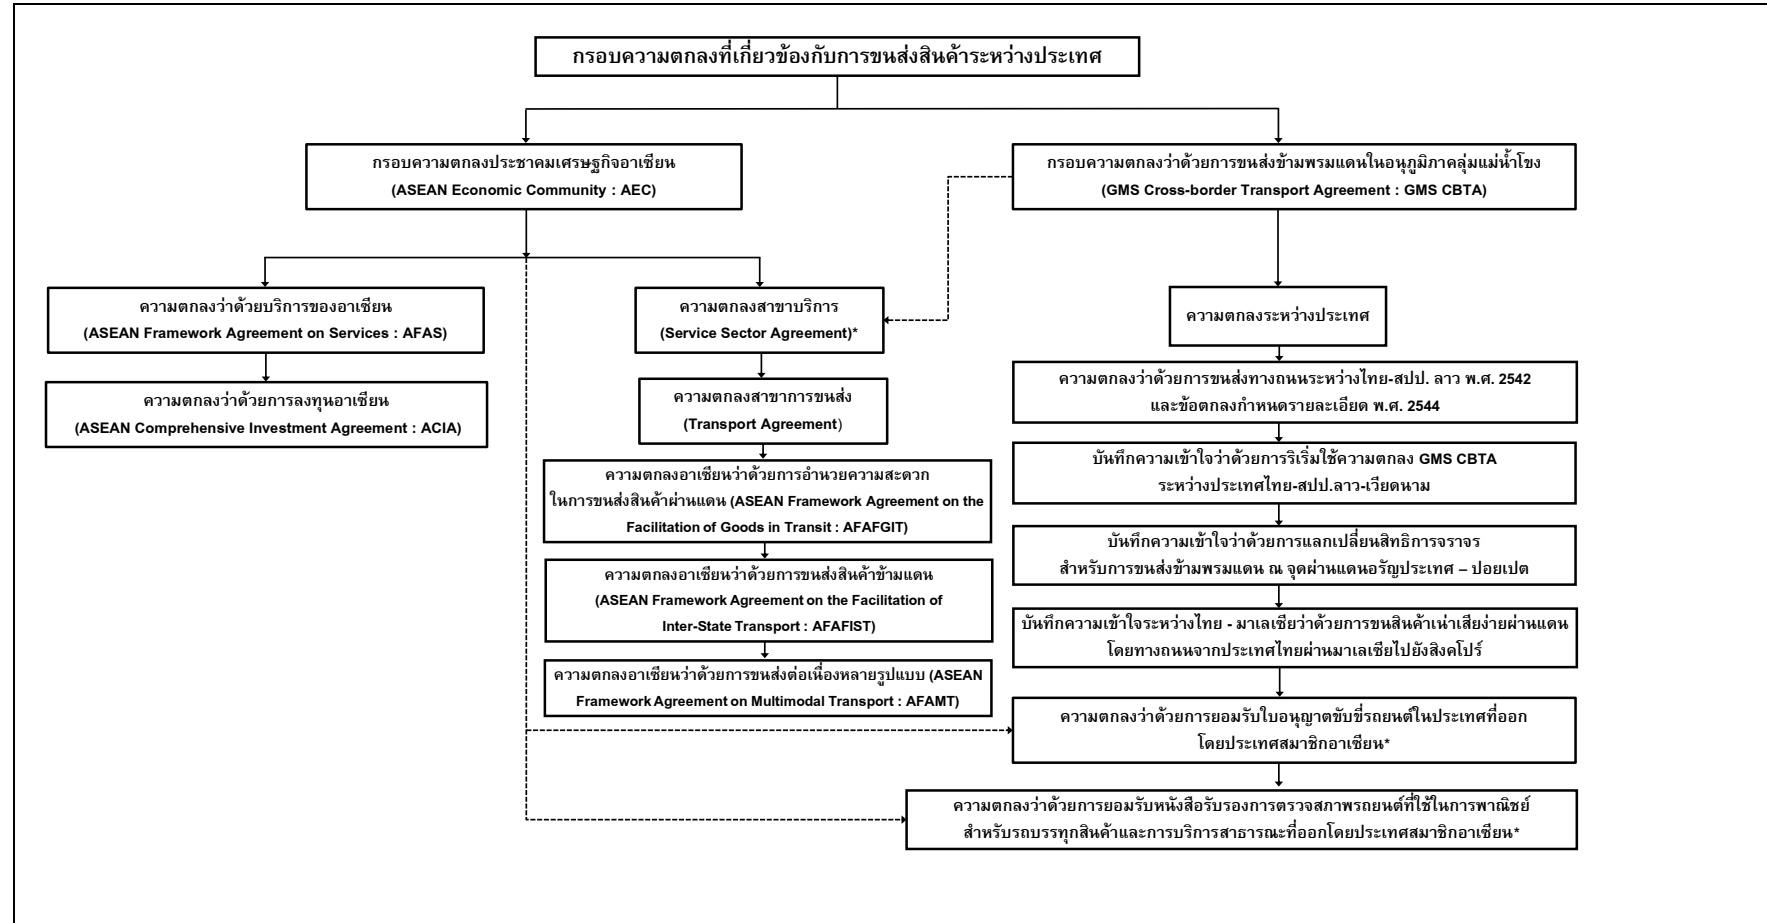 กรอบความตกลงที่เกี่ยวข้องกับการขนส่งสินค้าระหว่างประเทศ
กรอบความตกลงประชาคมเศรษฐกิจอาเซียน
(ASEAN Economic Community : AEC)
กรอบความตกลงว่าด้วยการขนส่งข้ามพรมแดนในอนุภูมิภาคลุ่มแม่น้ำโขง
(GMS Cross-border Transport Agreement : GMS CBTA)
ความตกลงว่าด้วยบริการของอาเซียน
(ASEAN Framework Agreement on Services : AFAS)
ความตกลงว่าด้วยการลงทุนอาเซียน
(ASEAN Comprehensive Investment Agreement : ACIA)
ความตกลงสาขาบริการ
(Service Sector Agreement)*
ความตกลงสาขาการขนส่ง
(Transport Agreement)
ความตกลงอาเซียนว่าด้วยการอำนวยความสะดวก
ในการขนส่งสินค้าผ่านแดน (ASEAN Framework Agreement on the
Facilitation of Goods in Transit : AFAFGIT)
ความตกลงอาเซียนว่าด้วยการขนส่งสินค้าข้ามแดน
(ASEAN Framework Agreement on the Facilitation of
Inter-State Transport : AFAFIST)
ความตกลงอาเซียนว่าด้วยการขนส่งต่อเนื่องหลายรูปแบบ (ASEAN
Framework Agreement on Multimodal Transport : AFAMT)
ความตกลงระหว่างประเทศ
ความตกลงว่าด้วยการขนส่งทางถนนระหว่างไทย-สปป. ลาว พ.ศ. 2542
และข้อตกลงกำหนดรายละเอียด พ.ศ. 2544
บันทึกความเข้าใจว่าด้วยการริเริ่มใช้ความตกลง GMS CBTA
ระหว่างประเทศไทย-สปป.ลาว-เวียดนาม
บันทึกความเข้าใจว่าด้วยการแลกเปลี่ยนสิทธิการจราจร
สำหรับการขนส่งข้ามพรมแดน ณ จุดผ่านแดนอรัญประเทศ – ปอยเปต
บันทึกความเข้าใจระหว่างไทย - มาเลเซียว่าด้วยการขนสินค้าเน่าเสียง่ายผ่านแดน
โดยทางถนนจากประเทศไทยผ่านมาเลเซียไปยังสิงคโปร์
ความตกลงว่าด้วยการยอมรับใบอนุญาตขับขี่รถยนต์ในประเทศที่ออก
โดยประเทศสมาชิกอาเซียน*
ความตกลงว่าด้วยการยอมรับหนังสือรับรองการตรวจสภาพรถยนต์ที่ใช้ในการพาณิชย์
สำหรับรถบรรทุกสินค้าและการบริการสาธารณะที่ออกโดยประเทศสมาชิกอาเซียน*